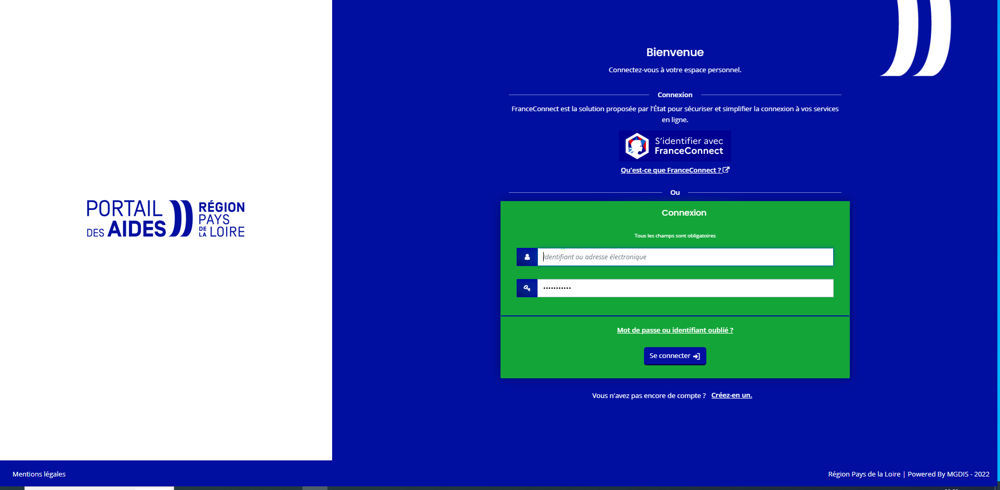 PORTAIL
DES AIDES
RÉGION
PAYS
DE LA LOIRE
Bienvenue
Connectez-vous à votre espace personnel.
Connexion
FranceConnect est la solution proposée par l'État pour sécuriser et simplifier la connexion à vos services
en ligne.
S'identifier avec
FranceConnect
Qu'est-ce que FranceConnect ?
Ou
Connexion
Tous les champs sont obligatoires
Identifiant ou adresse électronique
•••••••••••
Mot de passe ou identifiant oublié ?
Se connecter
Vous n'avez pas encore de compte ? Créez-en un.
Mentions légales
Région Pays de la Loire | Powered By MGDIS - 2022